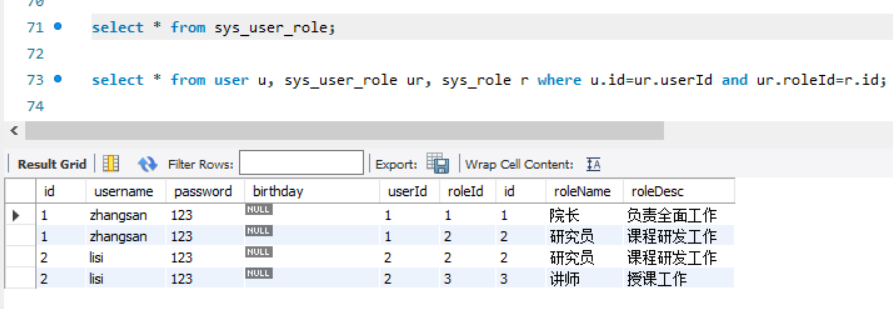 70
71 select * from sys_user_role;
72
73 select * from user u, sys_user_role ur, sys_role r where u.id=ur.userId and ur.roleId=r.id;
74
Result Grid Filter Rows: Export: Wrap Cell Content: IA
id username password birthday userId roleId id roleName roleDesc
1 zhangsan 123 NULL 1 1 1 院长 负责全面工作
1 zhangsan 123 NULL 1 2 2 研究员 课程研发工作
2 lisi 123 NULL 2 2 2 研究员 课程研发工作
2 lisi 123 NULL 2 3 3 讲师 授课工作